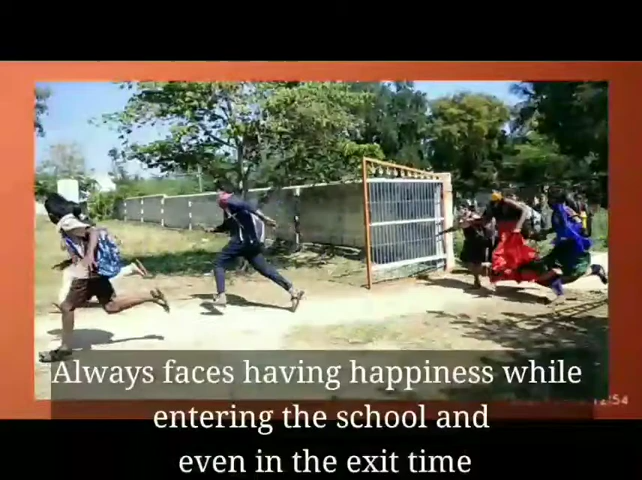 Always faces having happiness while
entering the school and
even in the exit time